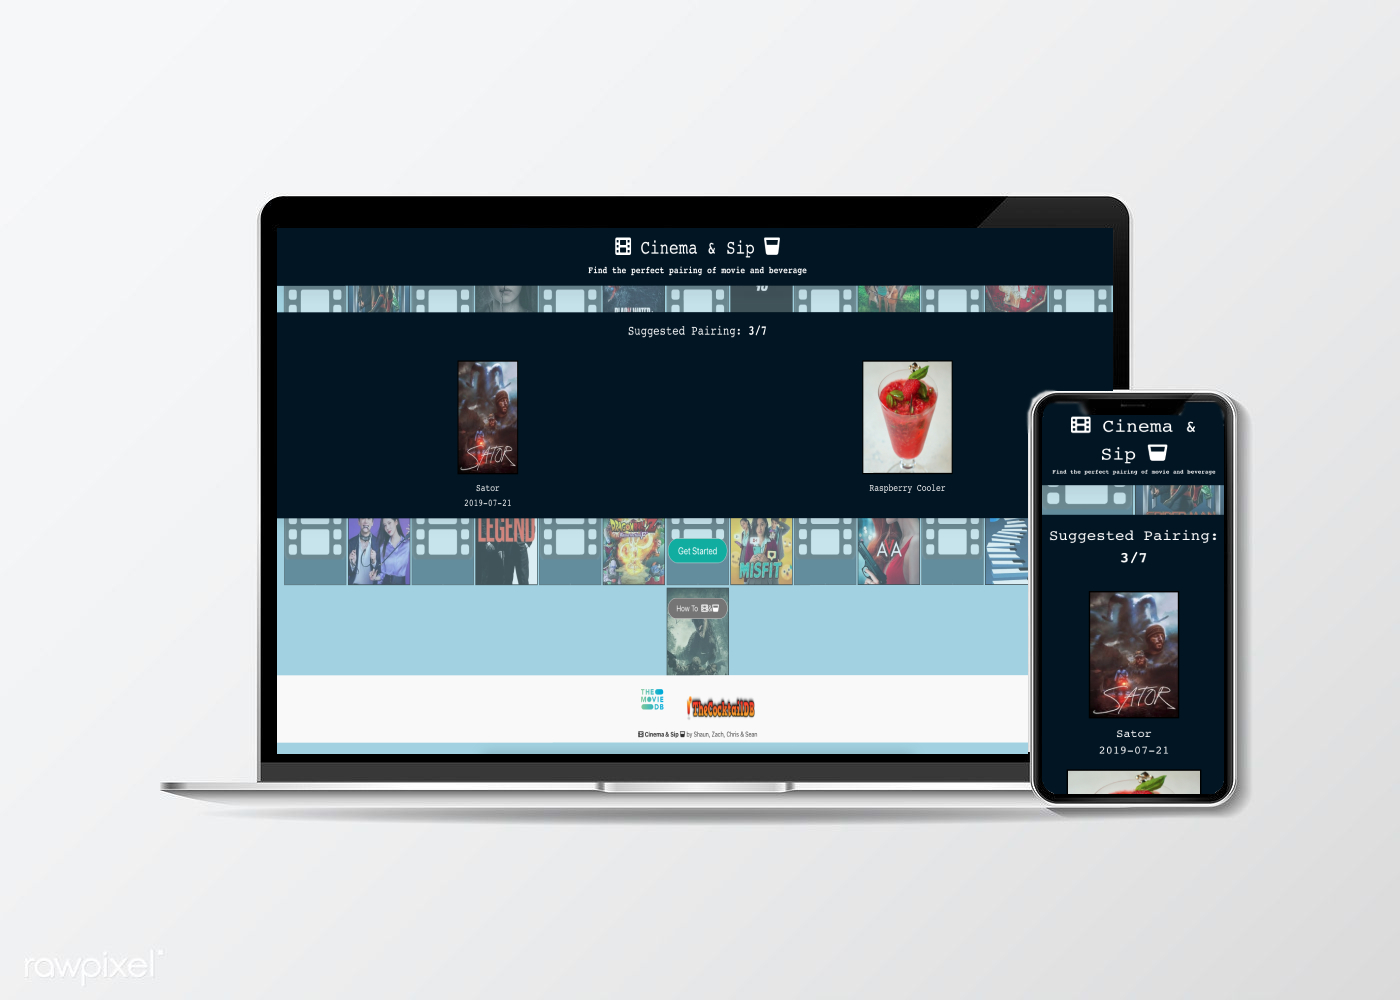 Cinema & Sip
Find the perfect pairing of movie and beverage
Suggested Pairing: 3/7
SATOR
Sator
2019-07-21
Raspberry Cooler
LEGEND
DRAGON BALL
MISFIT
AA
Get Started
How To &
THE
MOVIE
DB
TheCocktailDB
Cinema & Sip by Shaun, Zach, Chris & Sean
Cinema &
Sip
Find the perfect pairing of movie and beverage
Suggested Pairing:
3/7
SATOR
Sator
2019-07-21
rawpixel